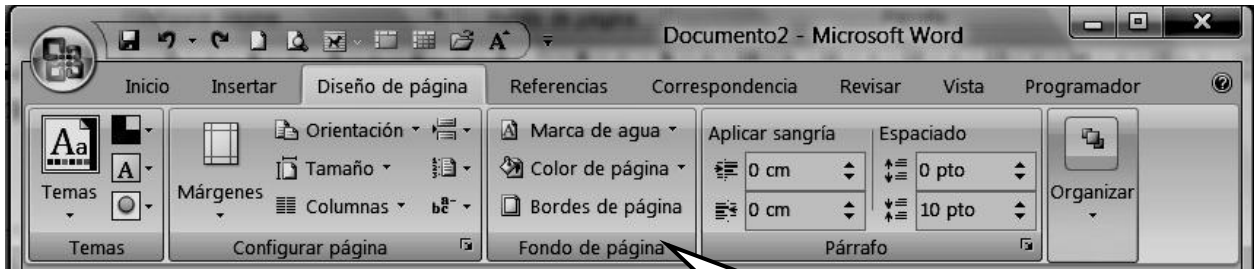 Documento2 - Microsoft Word
Inicio Insertar Diseño de página Referencias Correspondencia Revisar Vista Programador
Aa
A
Temas
Temas
Márgenes
Orientación
Tamaño
Columnas
Configurar página
Marca de agua
Color de página
Bordes de página
Fondo de página
Aplicar sangría
0 cm
0 cm
Espaciado
0 pto
10 pto
Párrafo
Organizar